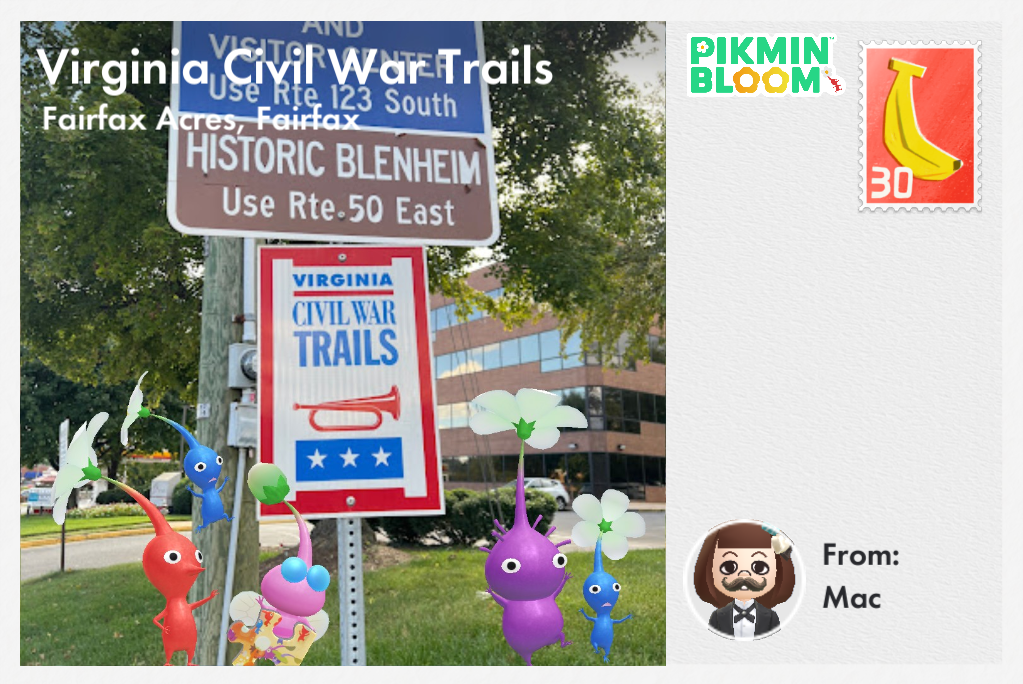 AND
VISITOR CENTER
Virginia Civil War Trails
Use Rte 123 South
Fairfax Acres, Fairfax
HISTORIC BLENHEIM
Use Rte.50 East
VIRGINIA
CIVIL WAR
TRAILS
PIKMIN
BLOOM
30
From:
Mac